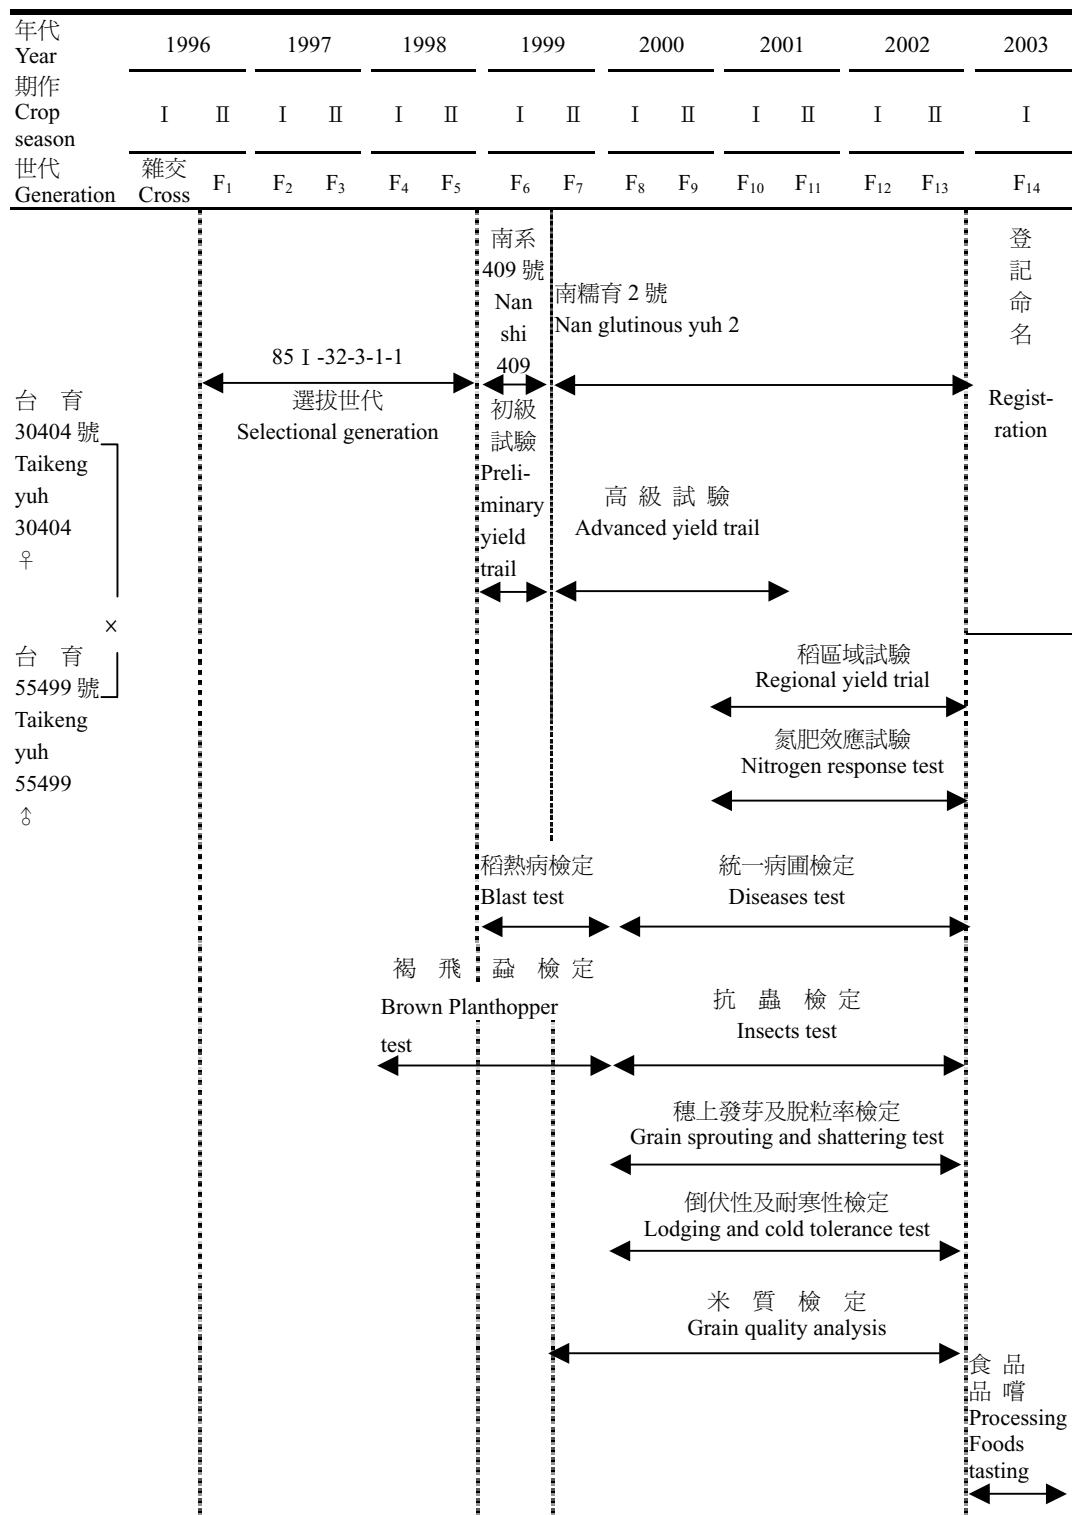 年代
Year
1996 1997 1998 1999 2000 2001 2002 2003
期作
Crop
season
Ⅰ Ⅱ Ⅰ Ⅱ Ⅰ Ⅱ Ⅰ Ⅱ Ⅰ Ⅱ Ⅰ Ⅱ Ⅰ Ⅱ Ⅰ
世代
Generation
雜交
Cross
F₁ F₂ F₃ F₄ F₅ F₆ F₇ F₈ F₉ F₁₀ F₁₁ F₁₂ F₁₃ F₁₄
南系
409 號
Nan
shi
409
南糯育 2 號
Nan glutinous yuh 2
登
記
命
名
Regist-
ration
85Ⅰ-32-3-1-1
選拔世代
Selectional generation
初級
試驗
Preli-
minary
yield
trail
高 級 試 驗
Advanced yield trail
台 育
30404 號
Taikeng
yuh
30404
♀
×
台 育
55499 號
Taikeng
yuh
55499
♂
稻區域試驗
Regional yield trial
氮肥效應試驗
Nitrogen response test
稻熱病檢定
Blast test
統一病圃檢定
Diseases test
褐 飛 蝨 檢 定
Brown Planthopper
test
抗 蟲 檢 定
Insects test
穗上發芽及脫粒率檢定
Grain sprouting and shattering test
倒伏性及耐寒性檢定
Lodging and cold tolerance test
米 質 檢 定
Grain quality analysis
食 品
品 嚐
Processing
Foods
tasting